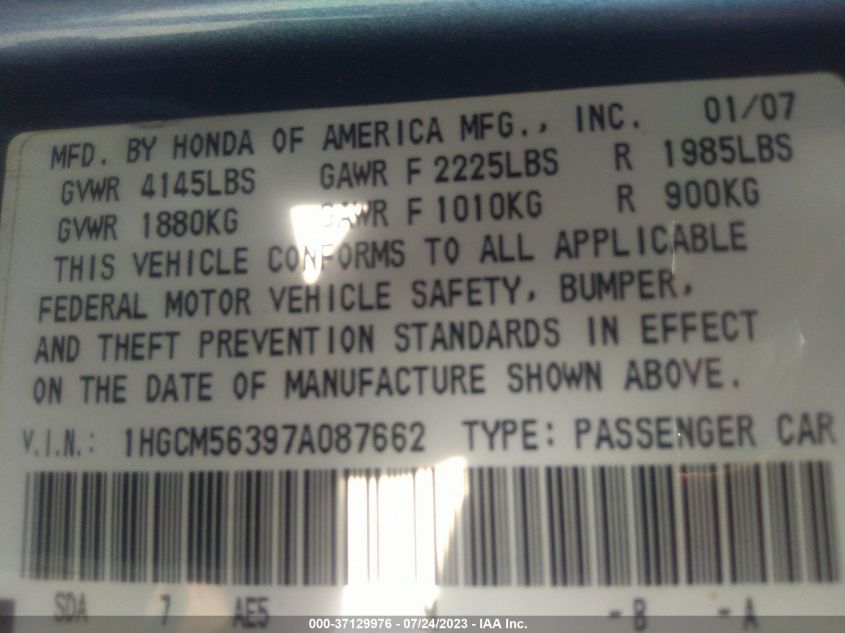 MFD. BY HONDA OF AMERICA MFG., INC. 01/07
GVWR 4145LBS GAWR F 2225LBS R 1985LBS
GVWR 1880KG GAWR F 1010KG R 900KG
THIS VEHICLE CONFORMS TO ALL APPLICABLE
FEDERAL MOTOR VEHICLE SAFETY, BUMPER,
AND THEFT PREVENTION STANDARDS IN EFFECT
ON THE DATE OF MANUFACTURE SHOWN ABOVE.
V.I.N.: 1HGCM56397A087662 TYPE: PASSENGER CAR
SDA 7 AE5 -B -A
000-37129976 - 07/24/2023 - IAA Inc.